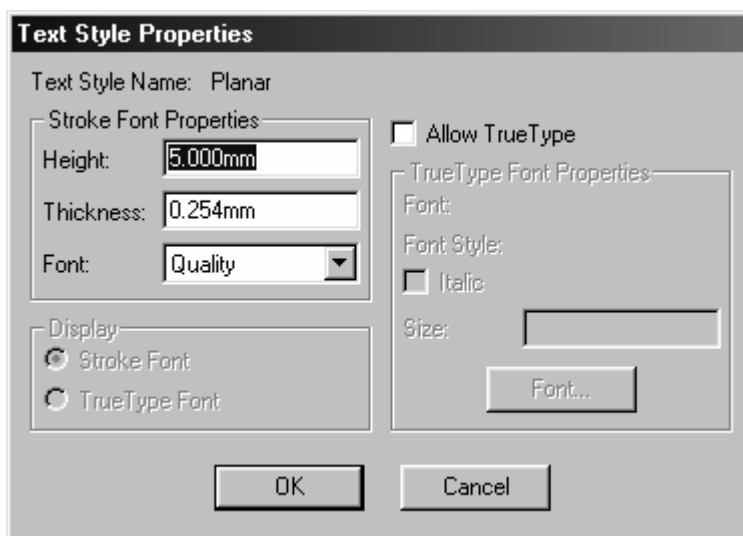 Text Style Properties
Text Style Name: Planar
Stroke Font Properties
Height: 5.000mm
Thickness: 0.254mm
Font: Quality
Display
Stroke Font
TrueType Font
Allow TrueType
TrueType Font Properties
Font:
Font Style:
Italic
Size:
Font...
OK
Cancel